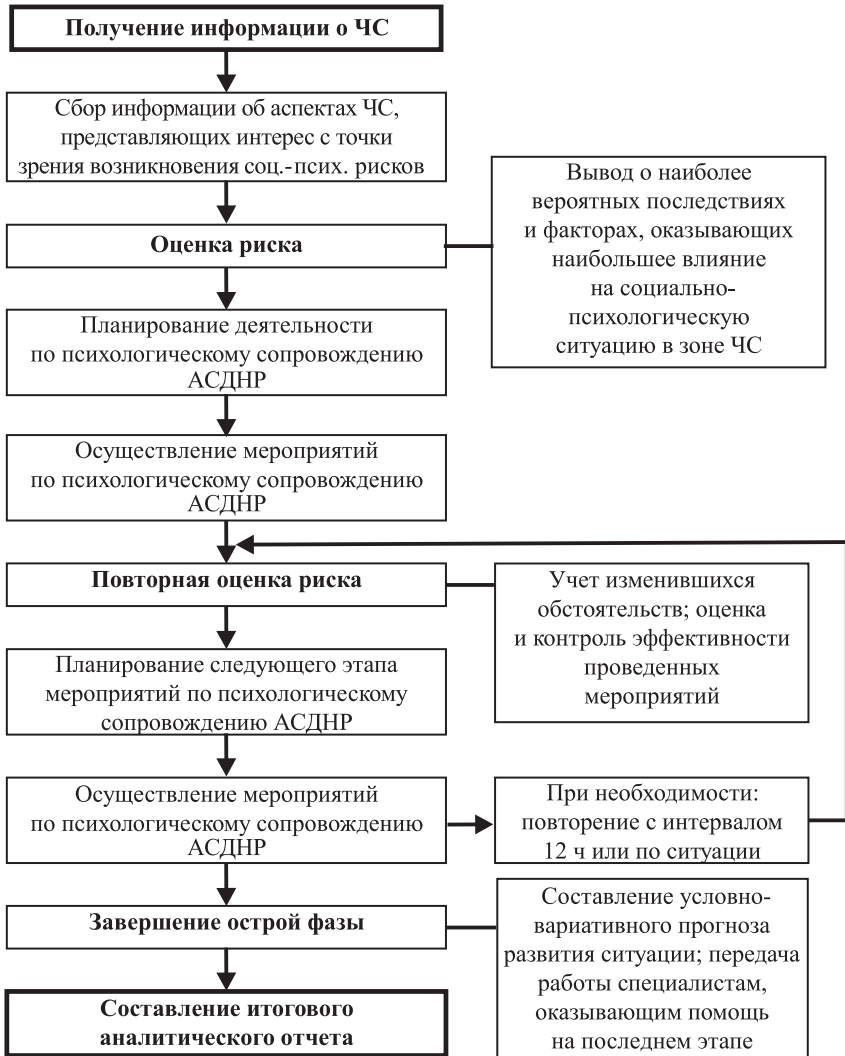 Получение информации о ЧС
Сбор информации об аспектах ЧС,
представляющих интерес с точки
зрения возникновения соц.-псих. рисков
Оценка риска
Вывод о наиболее
вероятных последствиях
и факторах, оказывающих
наибольшее влияние
на социально-
психологическую
ситуацию в зоне ЧС
Планирование деятельности
по психологическому сопровождению
АСДНР
Осуществление мероприятий
по психологическому сопровождению
АСДНР
Повторная оценка риска
Учет изменившихся
обстоятельств; оценка
и контроль эффективности
проведенных
мероприятий
Планирование следующего этапа
мероприятий по психологическому
сопровождению АСДНР
Осуществление мероприятий
по психологическому сопровождению
АСДНР
При необходимости:
повторение с интервалом
12 ч или по ситуации
Завершение острой фазы
Составление условно-
вариативного прогноза
развития ситуации; передача
работы специалистам,
оказывающим помощь
на последнем этапе
Составление итогового
аналитического отчета